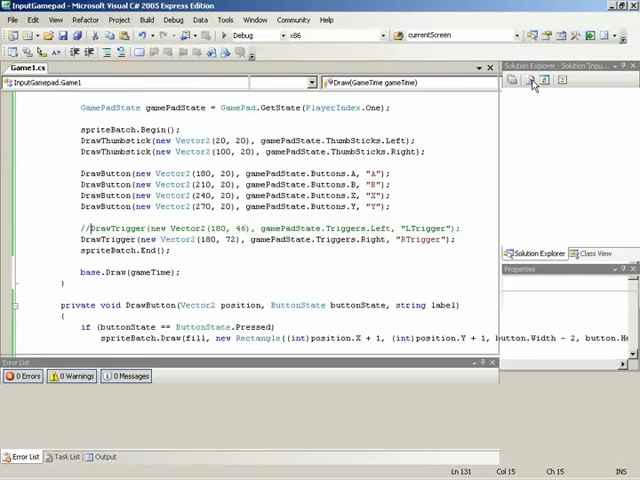 InputGamepad - Microsoft Visual C# 2005 Express Edition
File Edit View Refactor Project Build Debug Data Tools Window Community Help
Debug x86 currentScreen
Game1.cs
InputGamepad.Game1 Draw(GameTime gameTime)
GamePadState gamePadState = GamePad.GetState(PlayerIndex.One);
spriteBatch.Begin();
DrawThumbstick(new Vector2(20, 20), gamePadState.ThumbSticks.Left);
DrawThumbstick(new Vector2(100, 20), gamePadState.ThumbSticks.Right);
DrawButton(new Vector2(180, 20), gamePadState.Buttons.A, "A");
DrawButton(new Vector2(210, 20), gamePadState.Buttons.B, "B");
DrawButton(new Vector2(240, 20), gamePadState.Buttons.X, "X");
DrawButton(new Vector2(270, 20), gamePadState.Buttons.Y, "Y");
//DrawTrigger(new Vector2(180, 46), gamePadState.Triggers.Left, "LTrigger");
DrawTrigger(new Vector2(180, 72), gamePadState.Triggers.Right, "RTrigger");
spriteBatch.End();
base.Draw(gameTime);
}
private void DrawButton(Vector2 position, ButtonState buttonState, string label)
{
if (buttonState == ButtonState.Pressed)
spriteBatch.Draw(fill, new Rectangle((int)position.X + 1, (int)position.Y + 1, button.Width - 2, button.He
Solution Explorer - Solution 'Inpu...
Solution Explorer Class View
Properties
Error List
0 Errors 0 Warnings 0 Messages
Error List Task List Output
Ln 131 Col 15 Ch 15 INS